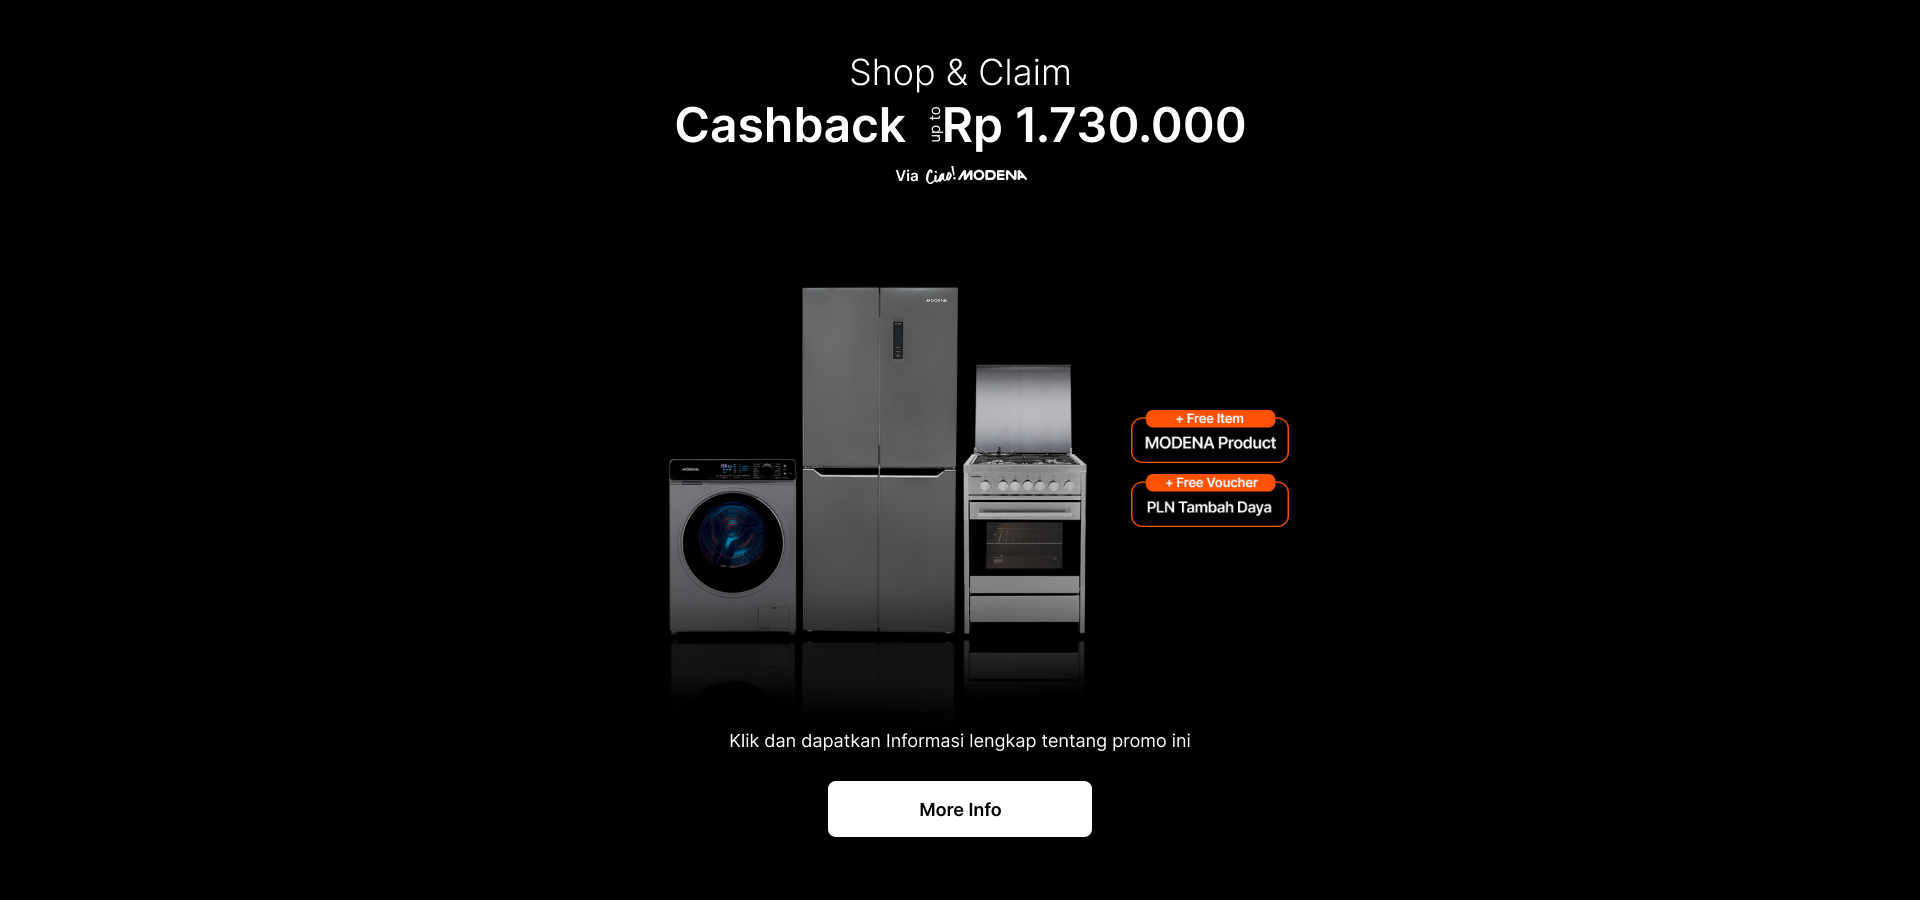 Shop & Claim
Cashback up to Rp 1.730.000
Via Ciao! MODENA
MODENA
MODENA
+ Free Item
MODENA Product
+ Free Voucher
PLN Tambah Daya
Klik dan dapatkan Informasi lengkap tentang promo ini
More Info